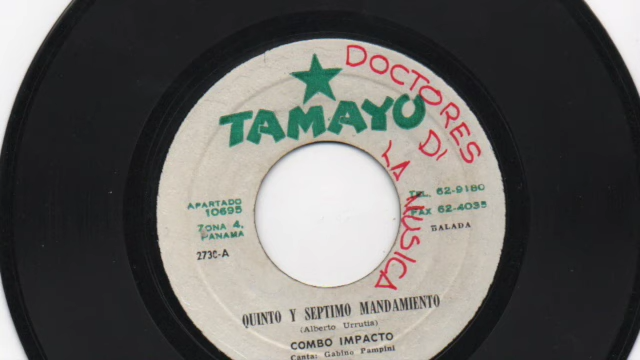 DOCTORES
D'
LA MUSICA
TAMAYO
APARTADO
10695
ZONA 4,
PANAMA
2730-A
TEL. 62-9180
FAX 62-4035
BALADA
QUINTO Y SEPTIMO MANDAMIENTO
(Alberto Urrutia)
COMBO IMPACTO
Canta: Gabino Pampini